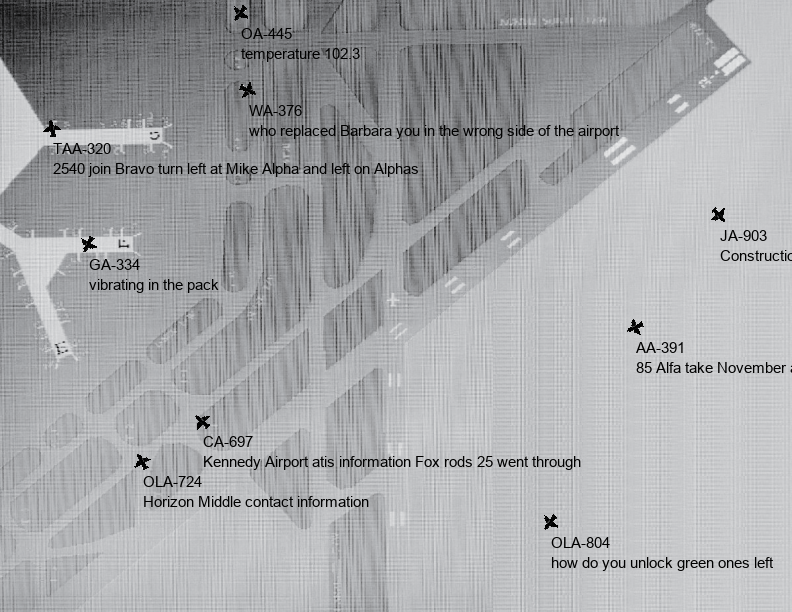 OA-445
temperature 102.3
WA-376
who replaced Barbara you in the wrong side of the airport
TAA-320
2540 join Bravo turn left at Mike Alpha and left on Alphas
JA-903
Constructio
GA-334
vibrating in the pack
AA-391
85 Alfa take November a
CA-697
Kennedy Airport atis information Fox rods 25 went through
OLA-724
Horizon Middle contact information
OLA-804
how do you unlock green ones left